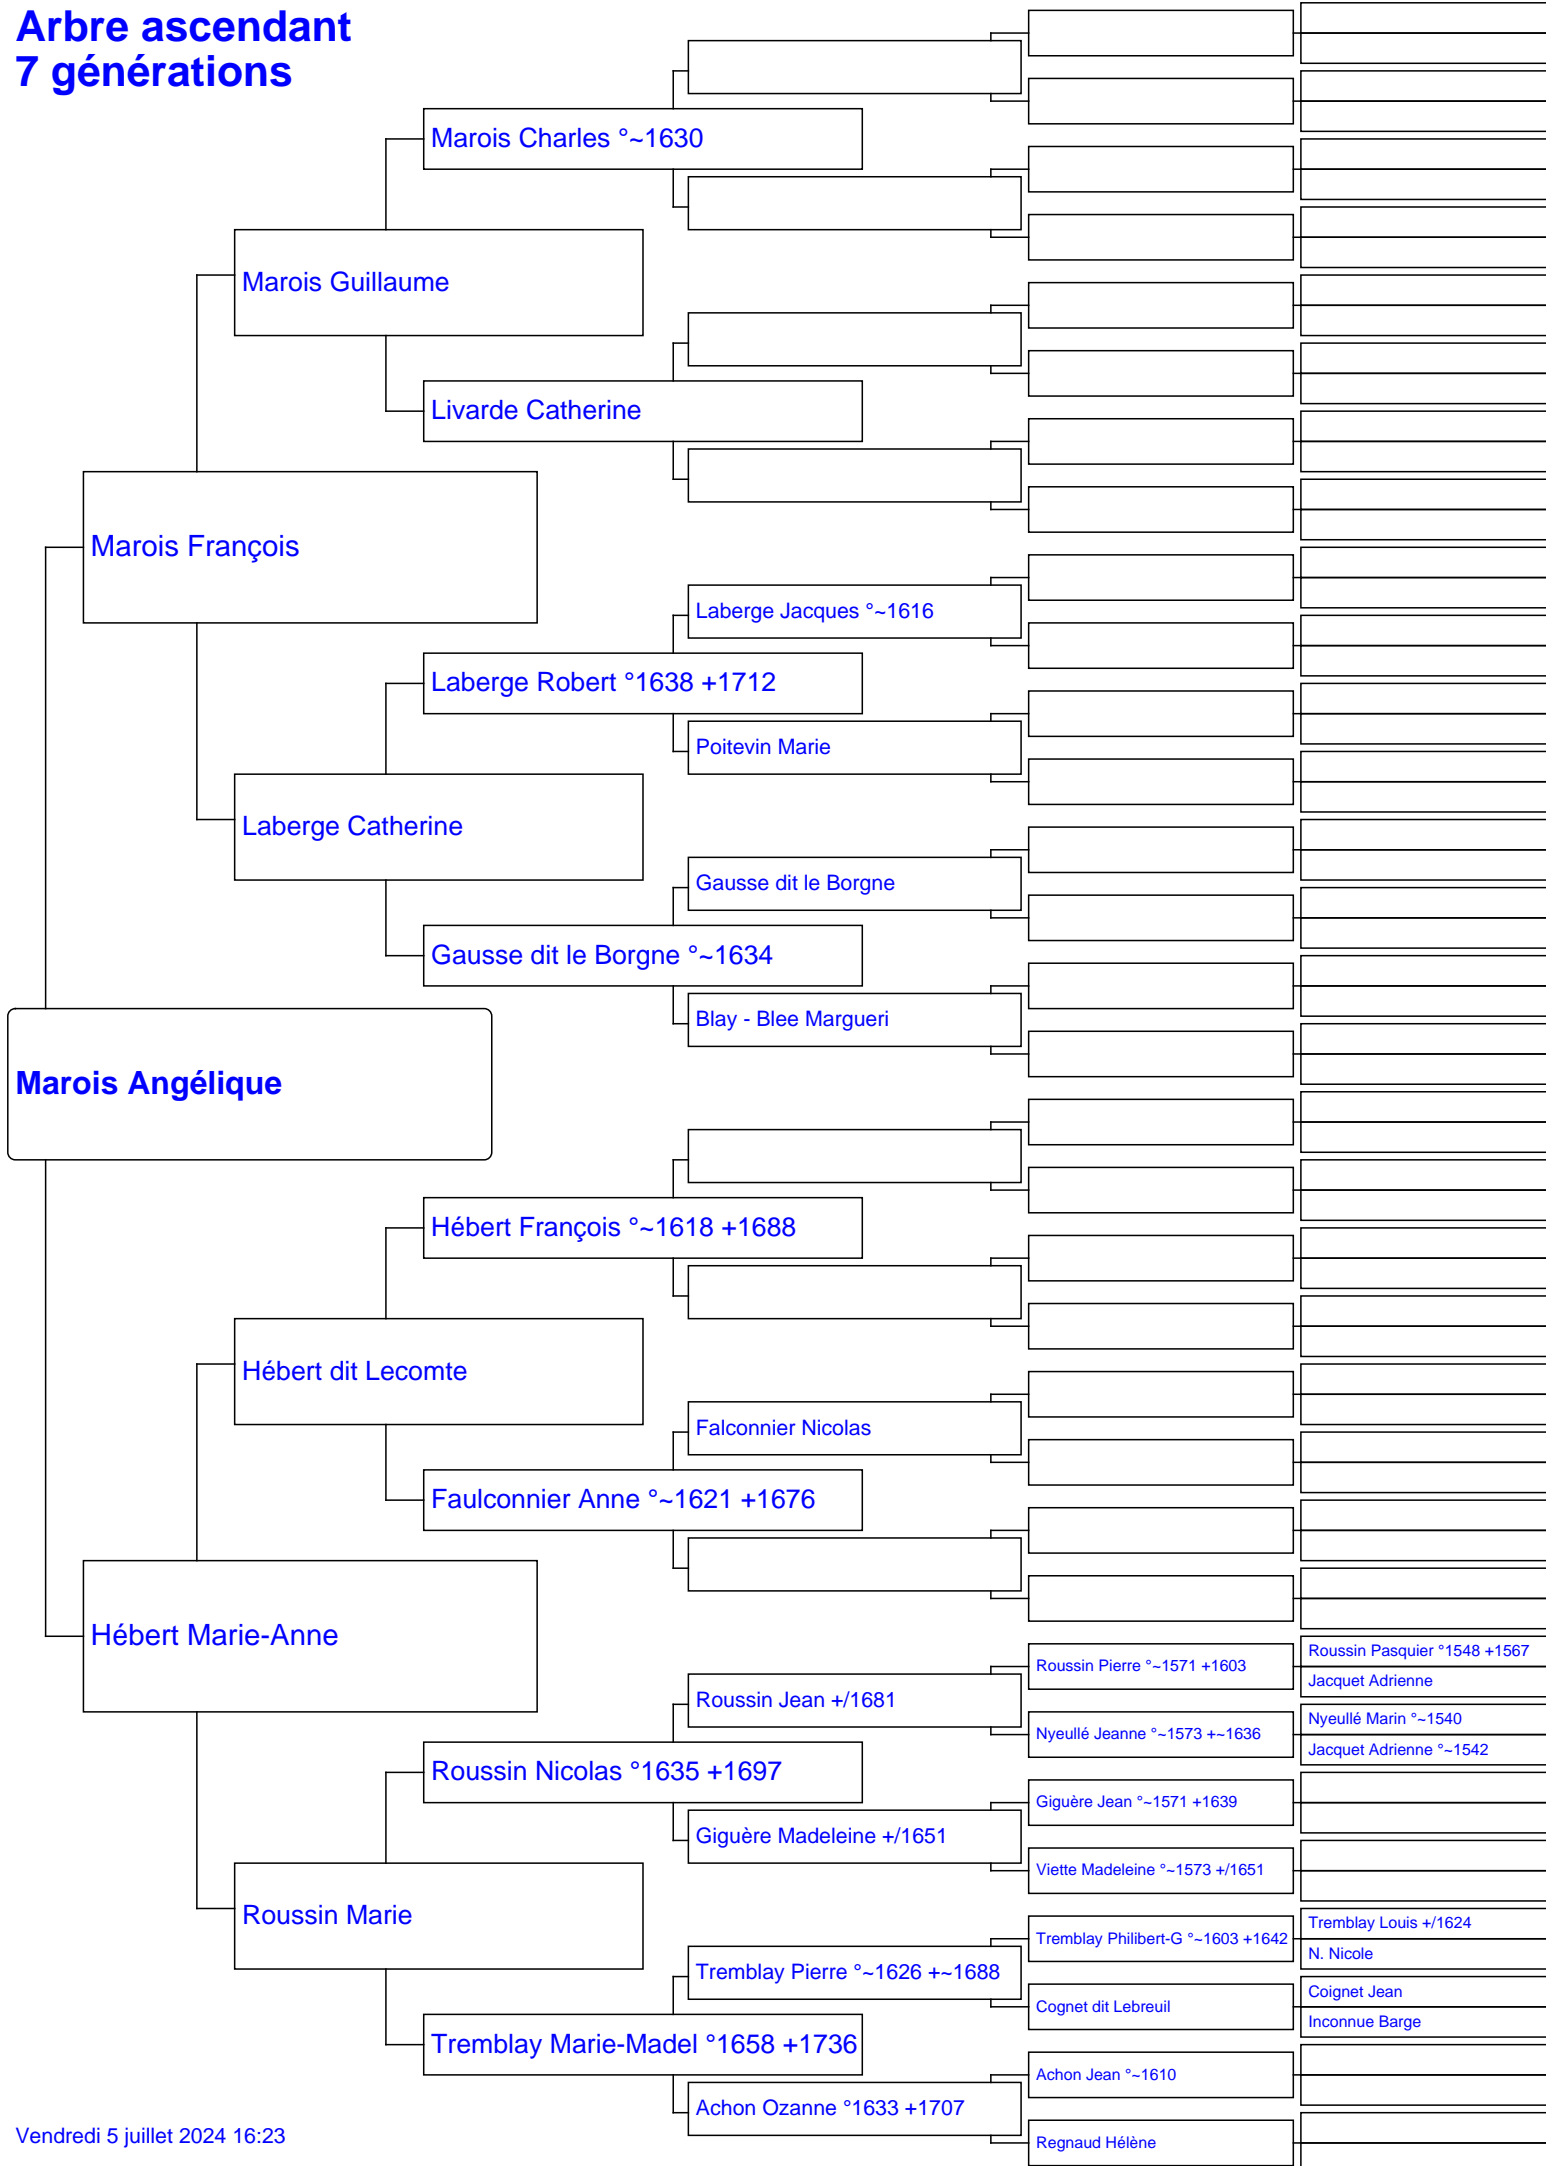 Arbre ascendant
7 générations
Marois Charles °~1630
Marois Guillaume
Livarde Catherine
Marois François
Laberge Jacques °~1616
Laberge Robert °1638 +1712
Poitevin Marie
Laberge Catherine
Gausse dit le Borgne
Gausse dit le Borgne °~1634
Blay - Blee Margueri
Marois Angélique
Hébert François °~1618 +1688
Hébert dit Lecomte
Falconnier Nicolas
Faulconnier Anne °~1621 +1676
Hébert Marie-Anne
Roussin Pasquier °1548 +1567
Roussin Pierre °~1571 +1603
Jacquet Adrienne
Roussin Jean +/1681
Nyeullé Marin °~1540
Nyeullé Jeanne °~1573 +~1636
Jacquet Adrienne °~1542
Roussin Nicolas °1635 +1697
Giguère Jean °~1571 +1639
Giguère Madeleine +/1651
Viette Madeleine °~1573 +/1651
Roussin Marie
Tremblay Louis +/1624
Tremblay Philibert-G °~1603 +1642
N. Nicole
Tremblay Pierre °~1626 +~1688
Coignet Jean
Cognet dit Lebreuil
Inconnue Barge
Tremblay Marie-Madel °1658 +1736
Achon Jean °~1610
Achon Ozanne °1633 +1707
Regnaud Hélène
Vendredi 5 juillet 2024 16:23